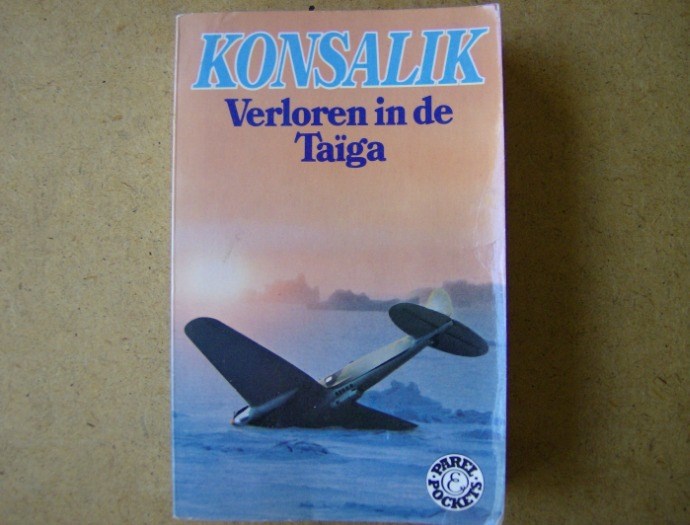 KONSALIK
Verloren in de
Taïga
PAREL
POCKETS